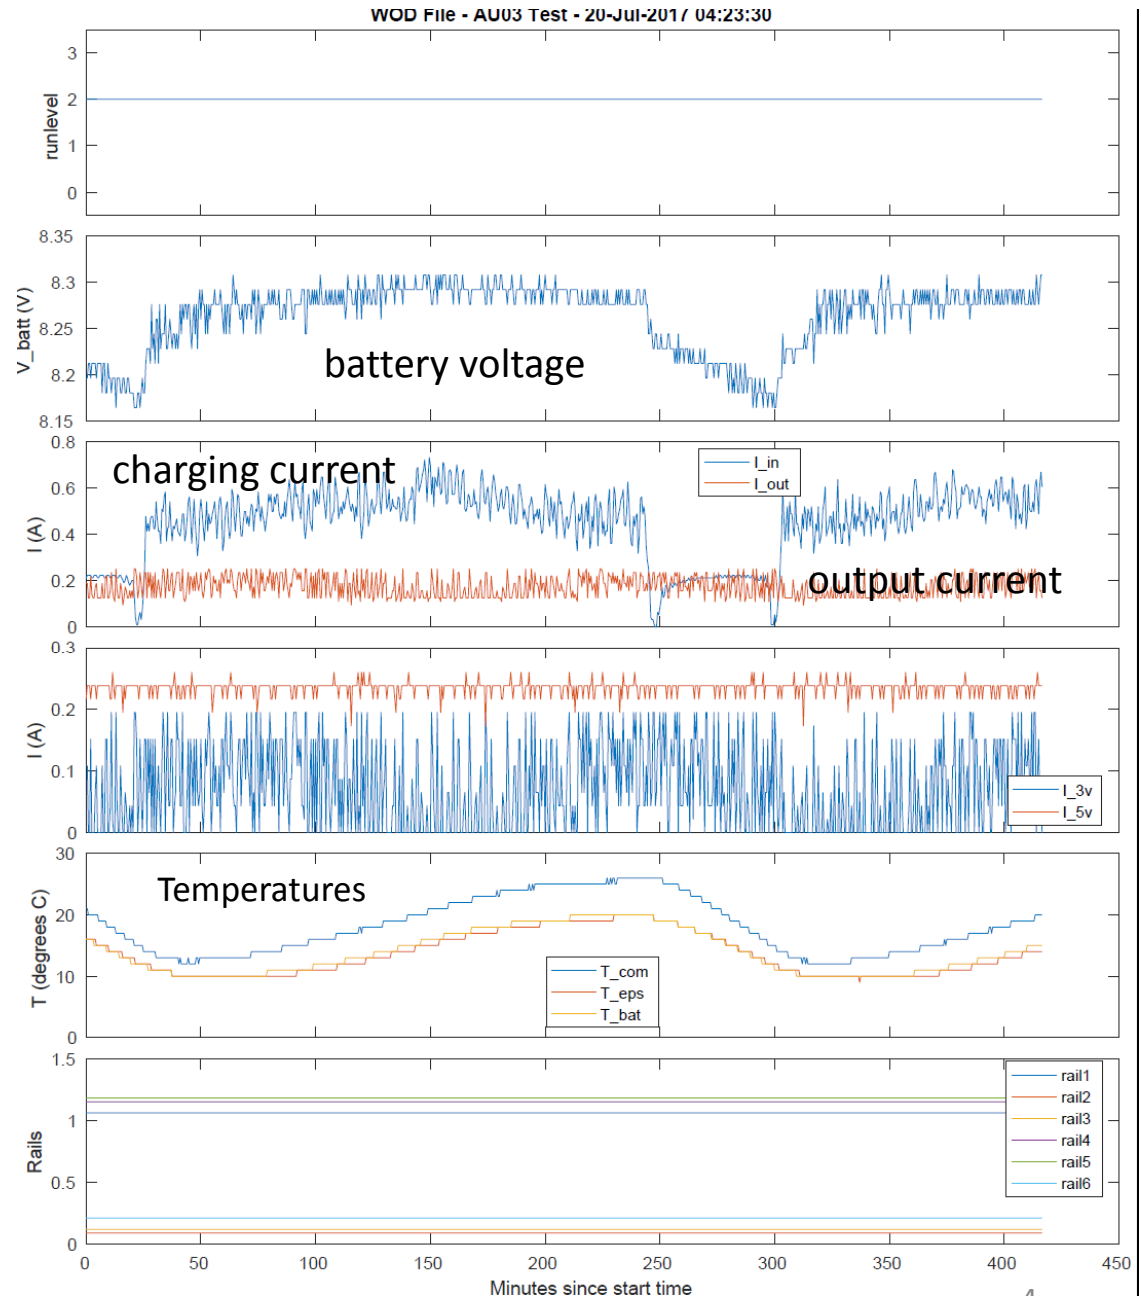 WOD File - AU03 Test - 20-Jul-2017 04:23:30
3
2
1
0
runlevel
8.35
8.3
8.25
8.2
8.15
V_batt (V)
battery voltage
0.8
0.6
0.4
0.2
0
I (A)
charging current
I_in
I_out
output current
0.3
0.2
0.1
0
I (A)
I_3v
I_5v
30
20
10
0
T (degrees C)
Temperatures
T_com
T_eps
T_bat
1.5
1
0.5
0
Rails
rail1
rail2
rail3
rail4
rail5
rail6
0 50 100 150 200 250 300 350 400 450
Minutes since start time